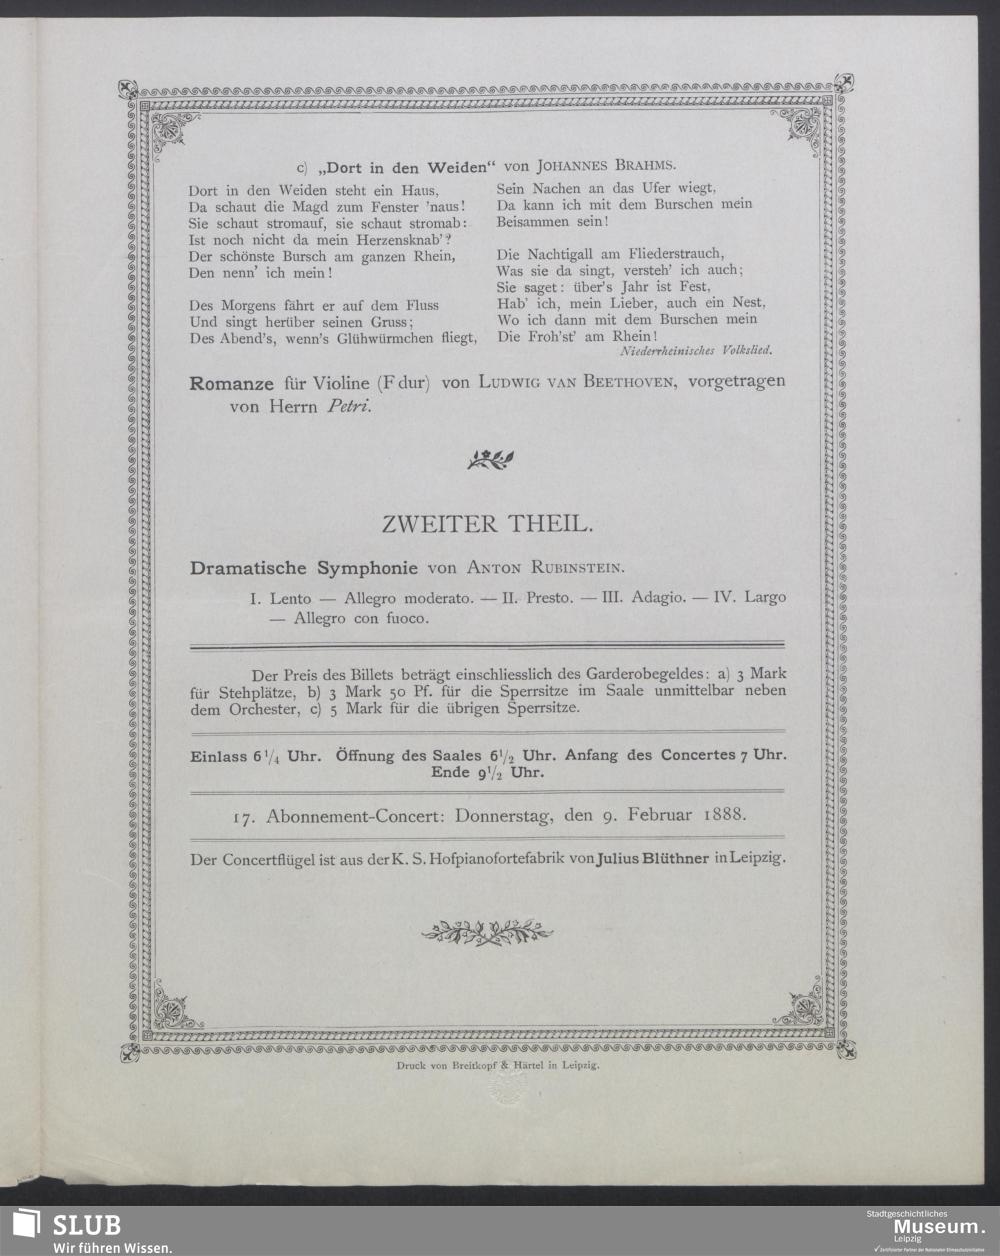 c) „Dort in den Weiden“ von JOHANNES BRAHMS.
Dort in den Weiden steht ein Haus,
Da schaut die Magd zum Fenster 'naus!
Sie schaut stromauf, sie schaut stromab:
Ist noch nicht da mein Herzensknab'?
Der schönste Bursch am ganzen Rhein,
Den nenn' ich mein!
Des Morgens fährt er auf dem Fluss
Und singt herüber seinen Gruss;
Des Abend's, wenn's Glühwürmchen fliegt,
Sein Nachen an das Ufer wiegt,
Da kann ich mit dem Burschen mein
Beisammen sein!
Die Nachtigall am Fliederstrauch,
Was sie da singt, versteh' ich auch;
Sie saget: über's Jahr ist Fest,
Hab' ich, mein Lieber, auch ein Nest,
Wo ich dann mit dem Burschen mein
Die Froh'st' am Rhein!
Niederrheinisches Volkslied.
Romanze für Violine (F dur) von LUDWIG VAN BEETHOVEN, vorgetragen
von Herrn Petri.
ZWEITER THEIL.
Dramatische Symphonie von ANTON RUBINSTEIN.
I. Lento — Allegro moderato. — II. Presto. — III. Adagio. — IV. Largo
— Allegro con fuoco.
Der Preis des Billets beträgt einschliesslich des Garderobegeldes: a) 3 Mark
für Stehplätze, b) 3 Mark 50 Pf. für die Sperrsitze im Saale unmittelbar neben
dem Orchester, c) 5 Mark für die übrigen Sperrsitze.
Einlass 6 1/4 Uhr. Öffnung des Saales 6 1/2 Uhr. Anfang des Concertes 7 Uhr.
Ende 9 1/2 Uhr.
17. Abonnement-Concert: Donnerstag, den 9. Februar 1888.
Der Concertflügel ist aus der K. S. Hofpianofortefabrik von Julius Blüthner in Leipzig.
Druck von Breitkopf & Härtel in Leipzig.
SLUB
Wir führen Wissen.
Stadtgeschichtliches
Museum.
Leipzig
Zertifizierter Partner der Nationalen Klimaschutzinitiative